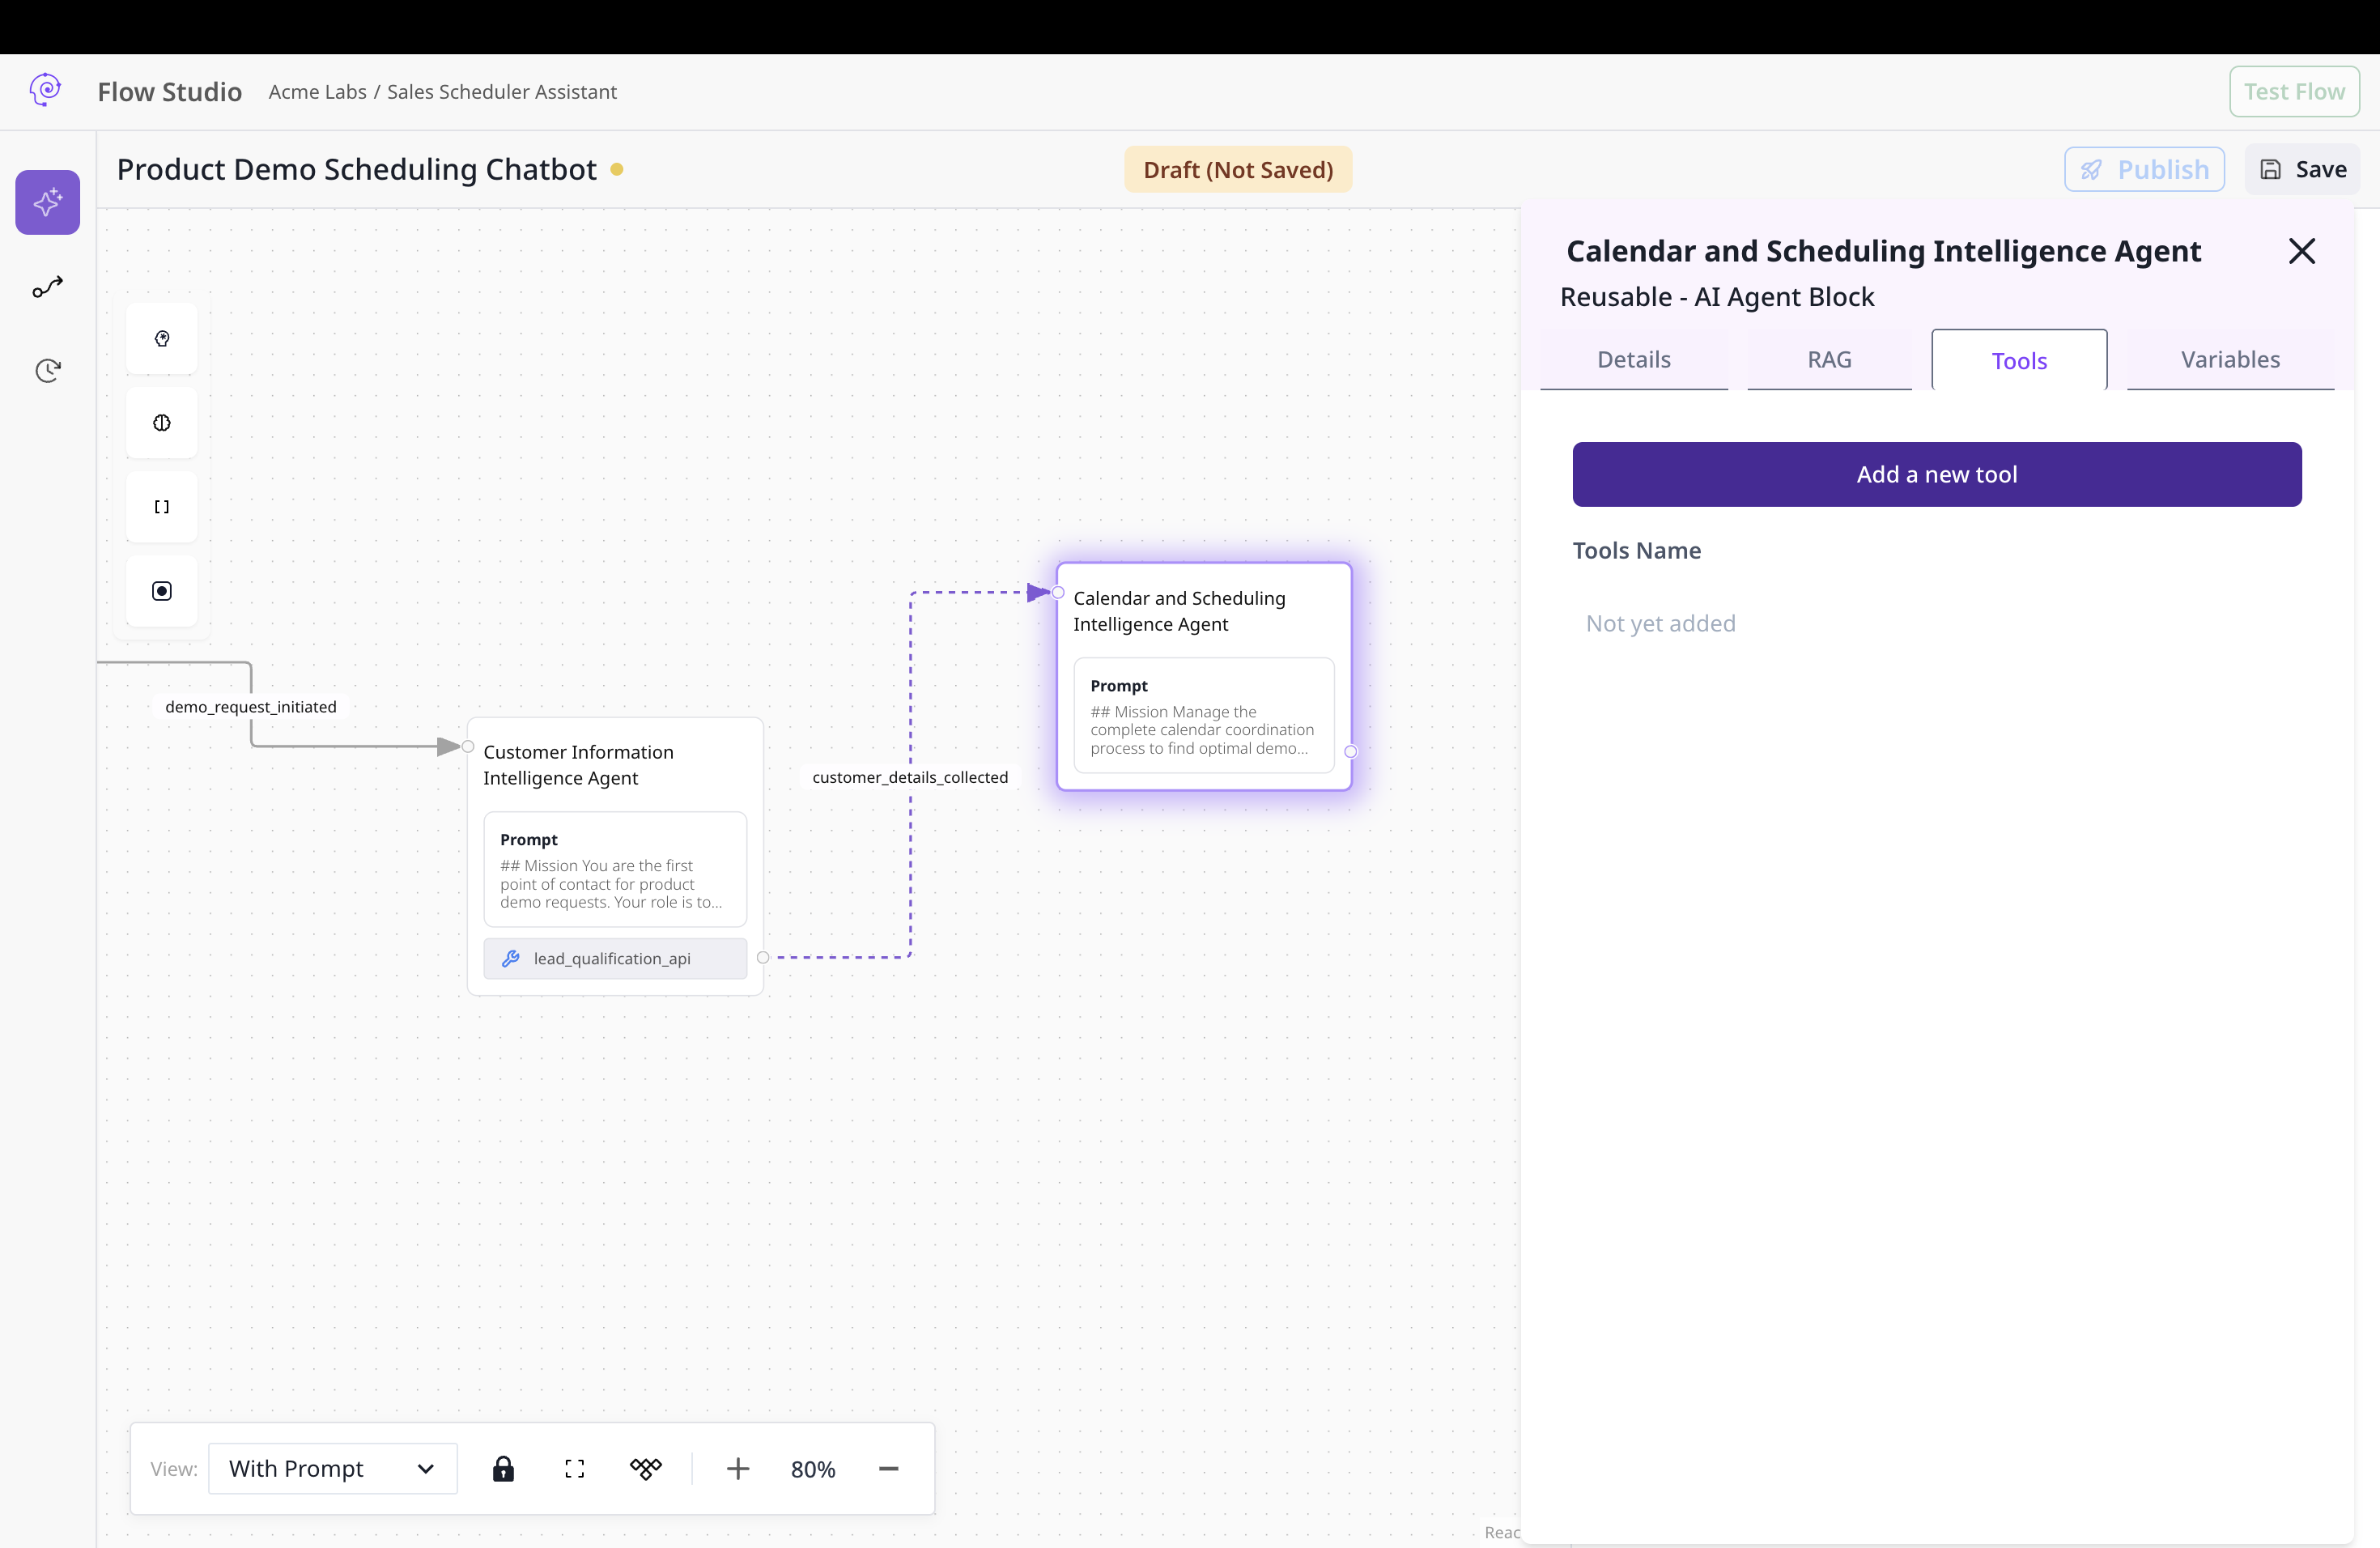 Flow Studio
Acme Labs / Sales Scheduler Assistant
Test Flow
Product Demo Scheduling Chatbot
Draft (Not Saved)
Publish
Save
Calendar and Scheduling Intelligence Agent
Reusable - AI Agent Block
Details
RAG
Tools
Variables
Add a new tool
Tools Name
Not yet added
demo_request_initiated
Customer Information
Intelligence Agent
Prompt
## Mission You are the first
point of contact for product
demo requests. Your role is to...
lead_qualification_api
customer_details_collected
Calendar and Scheduling
Intelligence Agent
Prompt
## Mission Manage the
complete calendar coordination
process to find optimal demo...
View:
With Prompt
80%
Reac